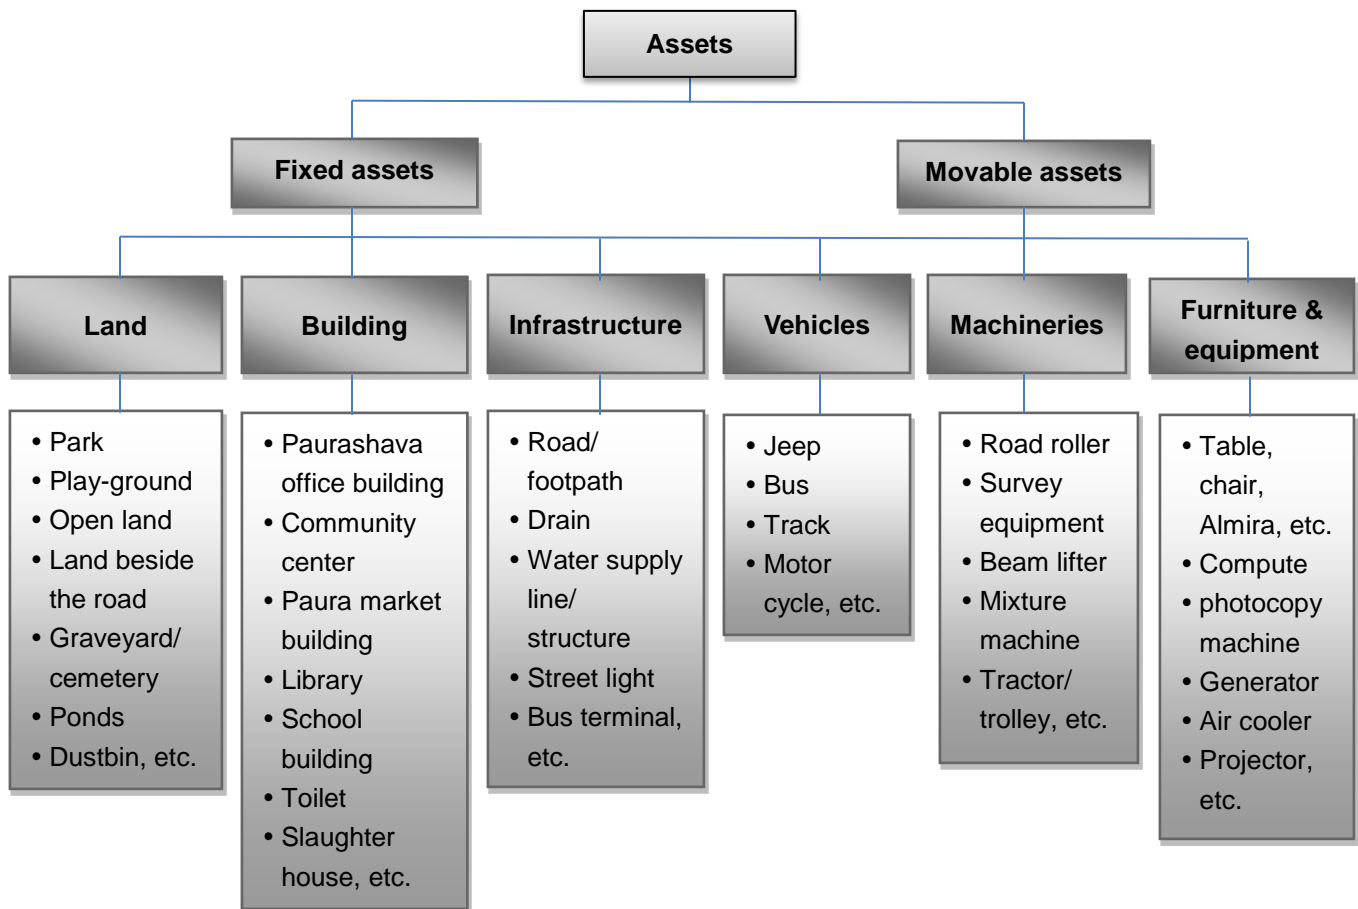 Assets
Fixed assets
Movable assets
Land
Building
Infrastructure
Vehicles
Machineries
Furniture &
equipment
• Park
• Play-ground
• Open land
• Land beside
the road
• Graveyard/
cemetery
• Ponds
• Dustbin, etc.
• Paurashava
office building
• Community
center
• Paura market
building
• Library
• School
building
• Toilet
• Slaughter
house, etc.
• Road/
footpath
• Drain
• Water supply
line/
structure
• Street light
• Bus terminal,
etc.
• Jeep
• Bus
• Track
• Motor
cycle, etc.
• Road roller
• Survey
equipment
• Beam lifter
• Mixture
machine
• Tractor/
trolley, etc.
• Table,
chair,
Almira, etc.
• Compute
• photocopy
machine
• Generator
• Air cooler
• Projector,
etc.